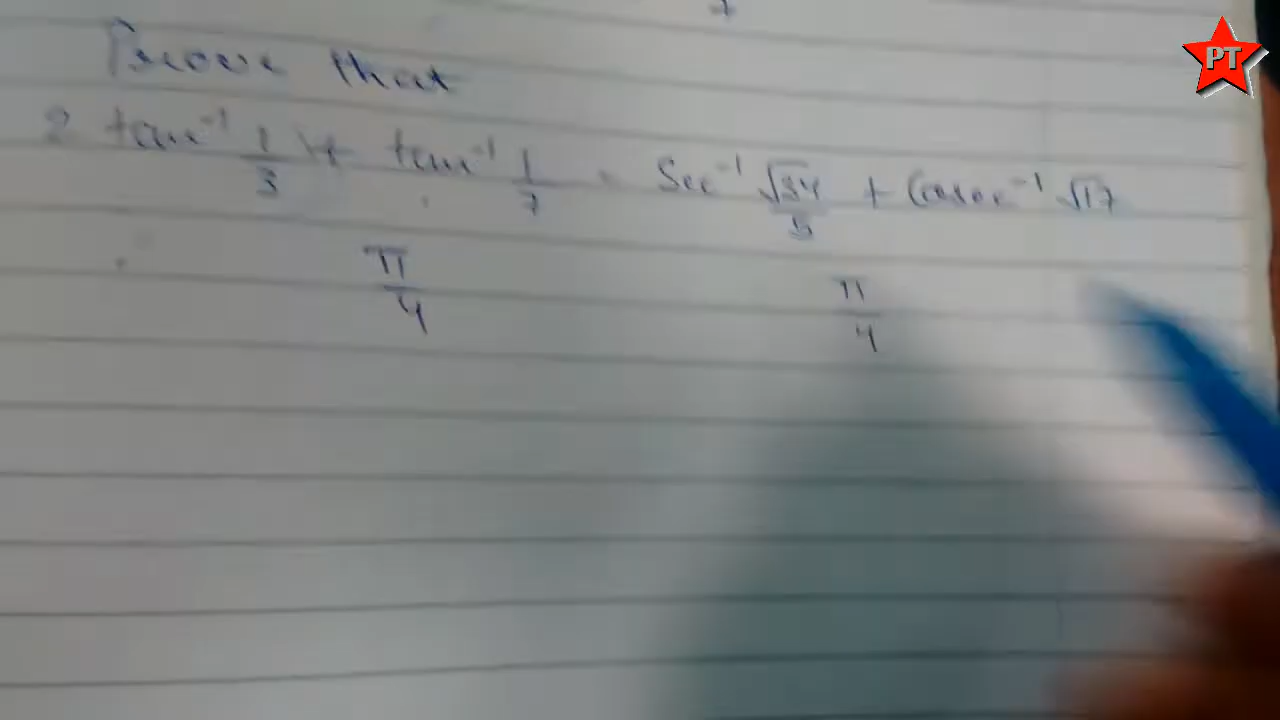 Prove that
2 tan⁻¹ 1/3 + tan⁻¹ 1/7 = Sec⁻¹ √34/5 + Cosec⁻¹ √17
π/4 π/4
PT